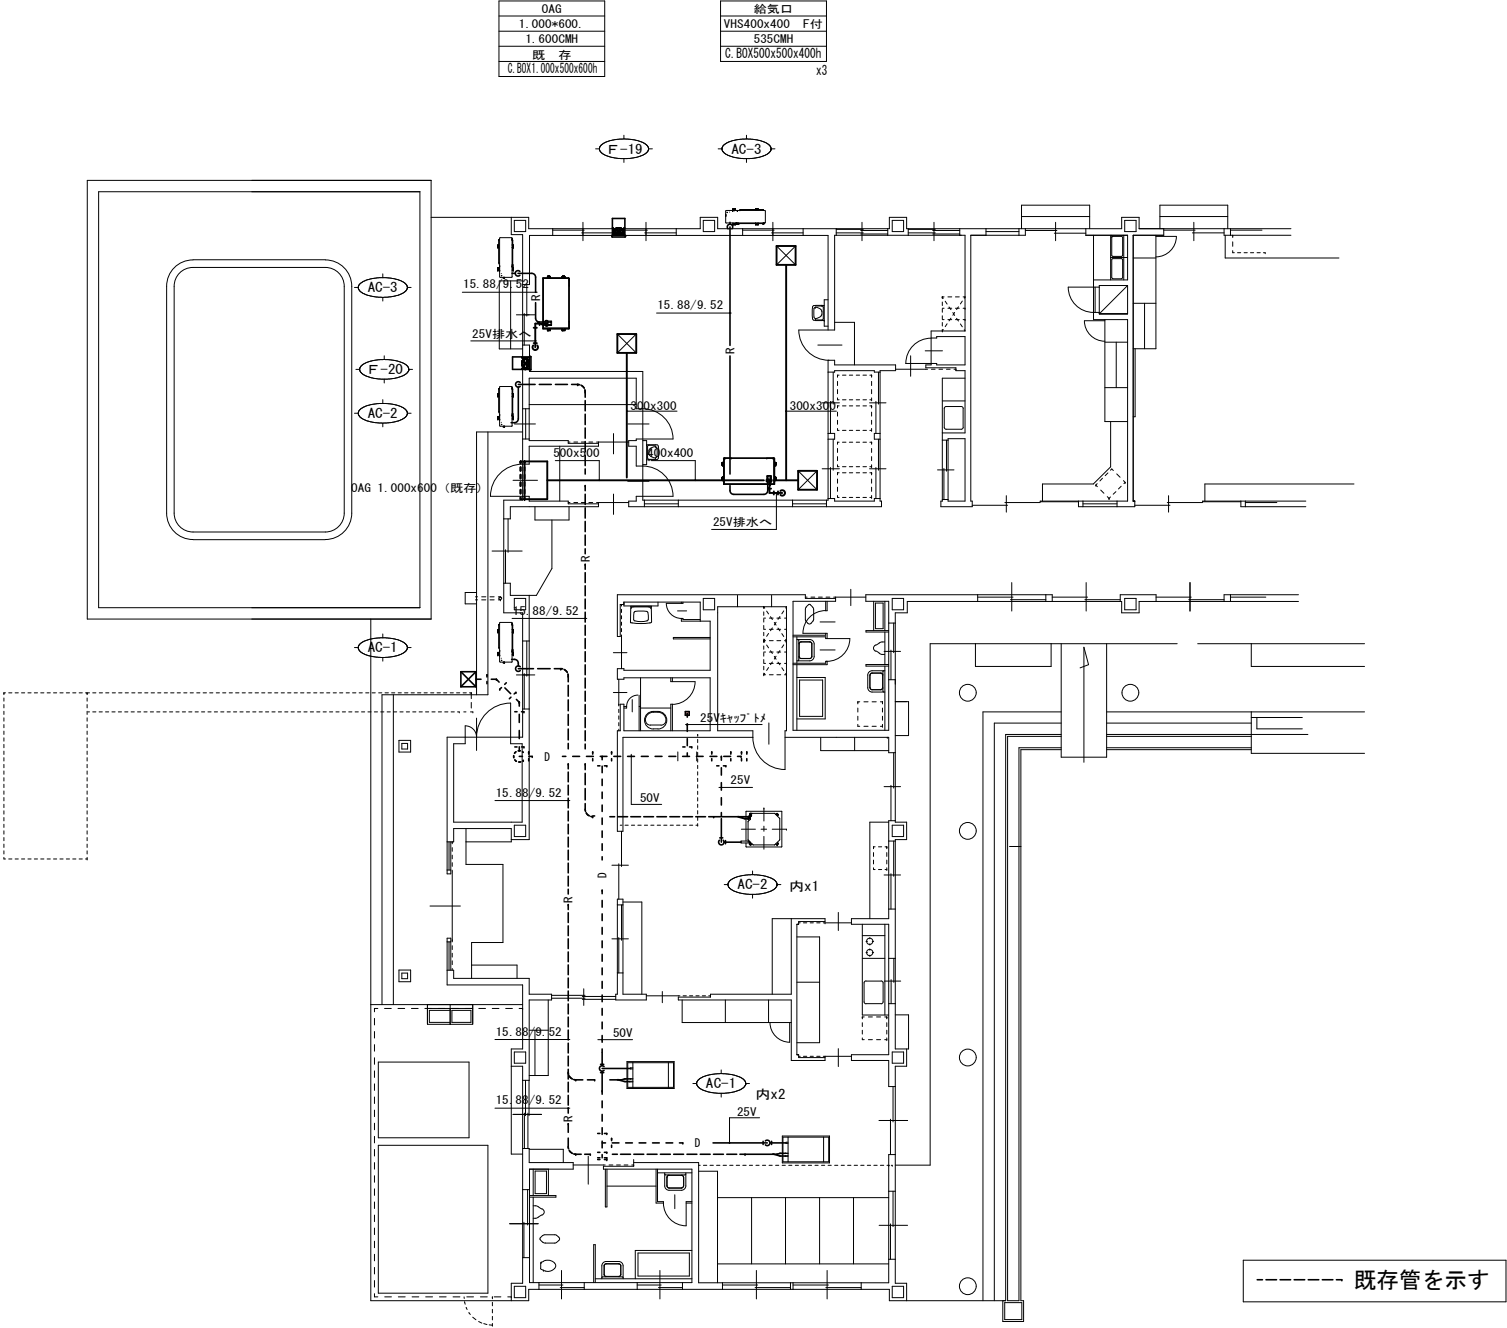 OAG
1.000*600.
1.600CMH
既 存
C.BOX1.000x500x600h
給気口
VHS400x400 F付
535CMH
C.BOX500x500x400h
x3
F-19
AC-3
AC-3
15.88/9.52
R
25V排水へ
15.88/9.52
R
F-20
AC-2
300x300
300x300
500x500
400x400
OAG 1.000x600 (既存)
25V排水へ
R
15.88/9.52
AC-1
25Vキャップトメ
D
25V
15.88/9.52
50V
D
AC-2 内x1
R
15.88/9.52
50V
AC-1
内x2
15.88/9.52
25V
R
D
既存管を示す